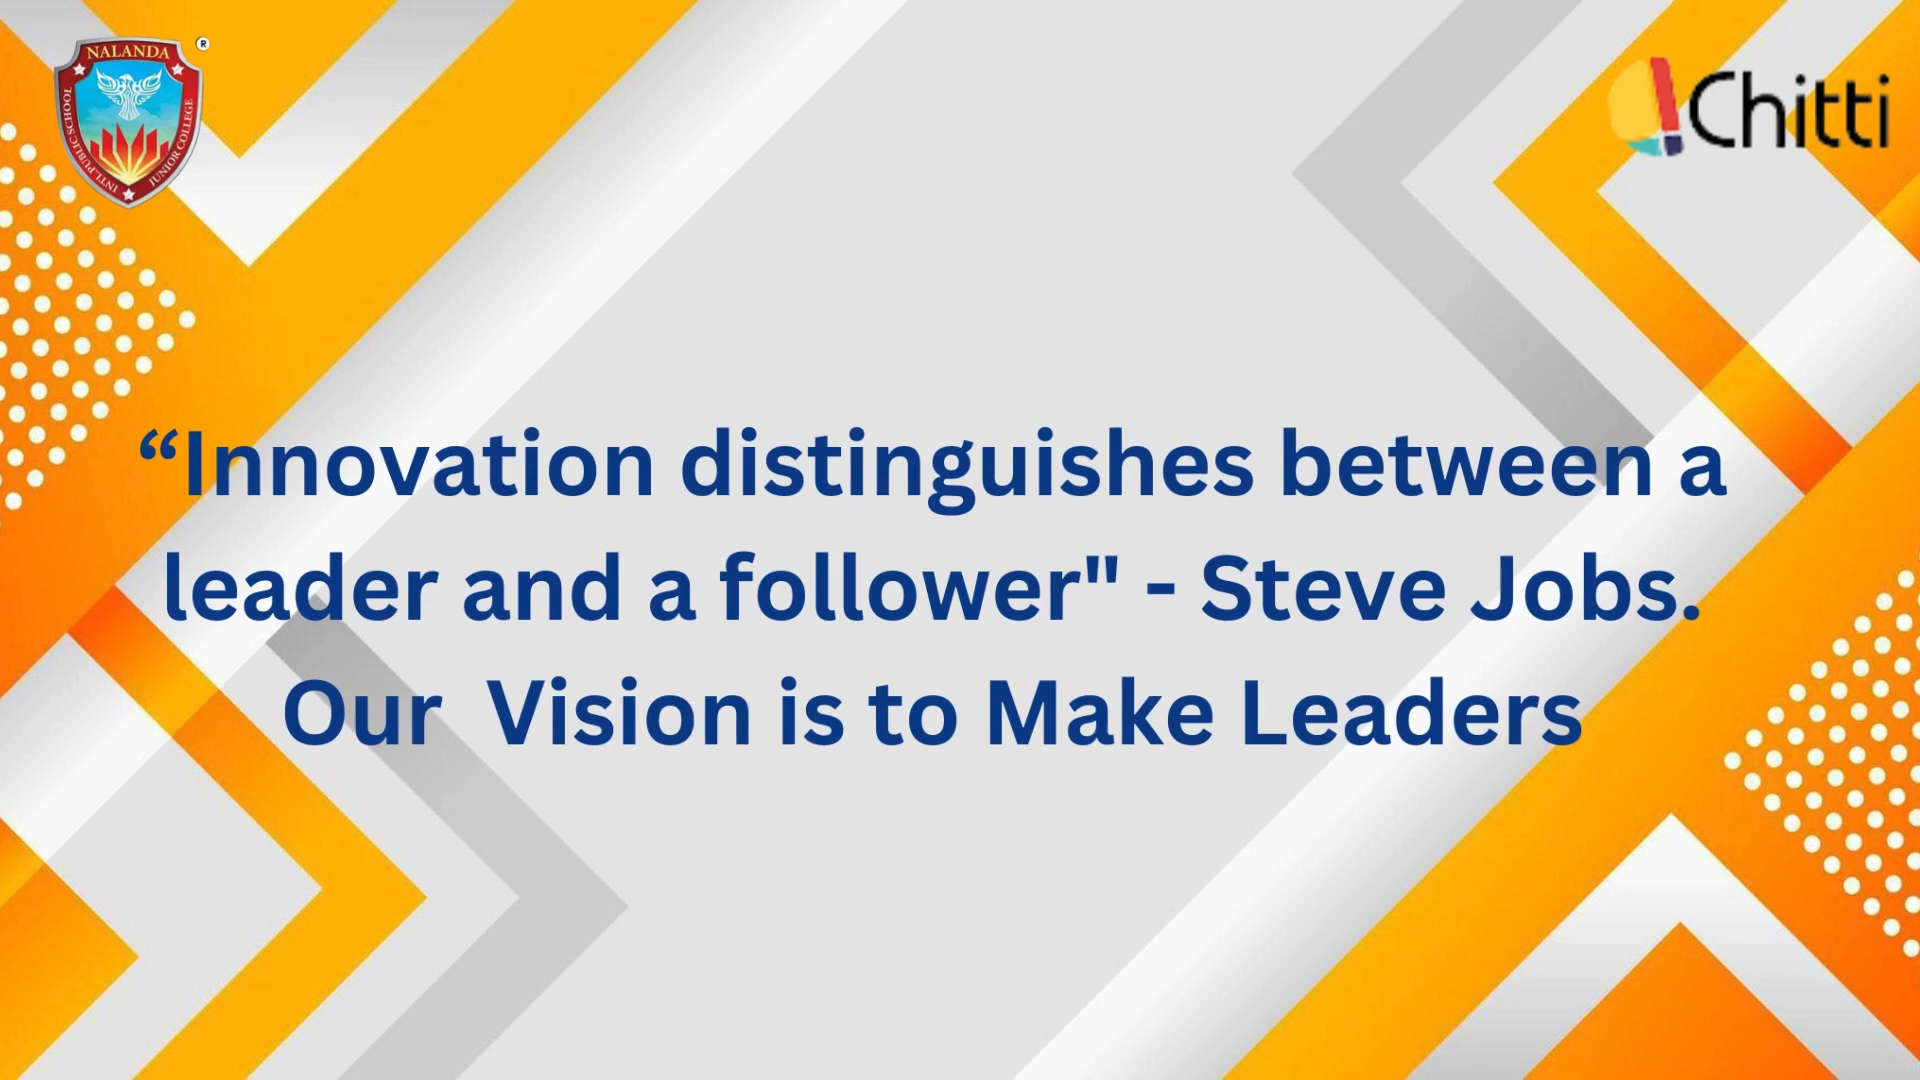 NALANDA
INT'L PUBLIC SCHOOL
JUNIOR COLLEGE
®
Chitti
“Innovation distinguishes between a
leader and a follower" - Steve Jobs.
Our  Vision is to Make Leaders